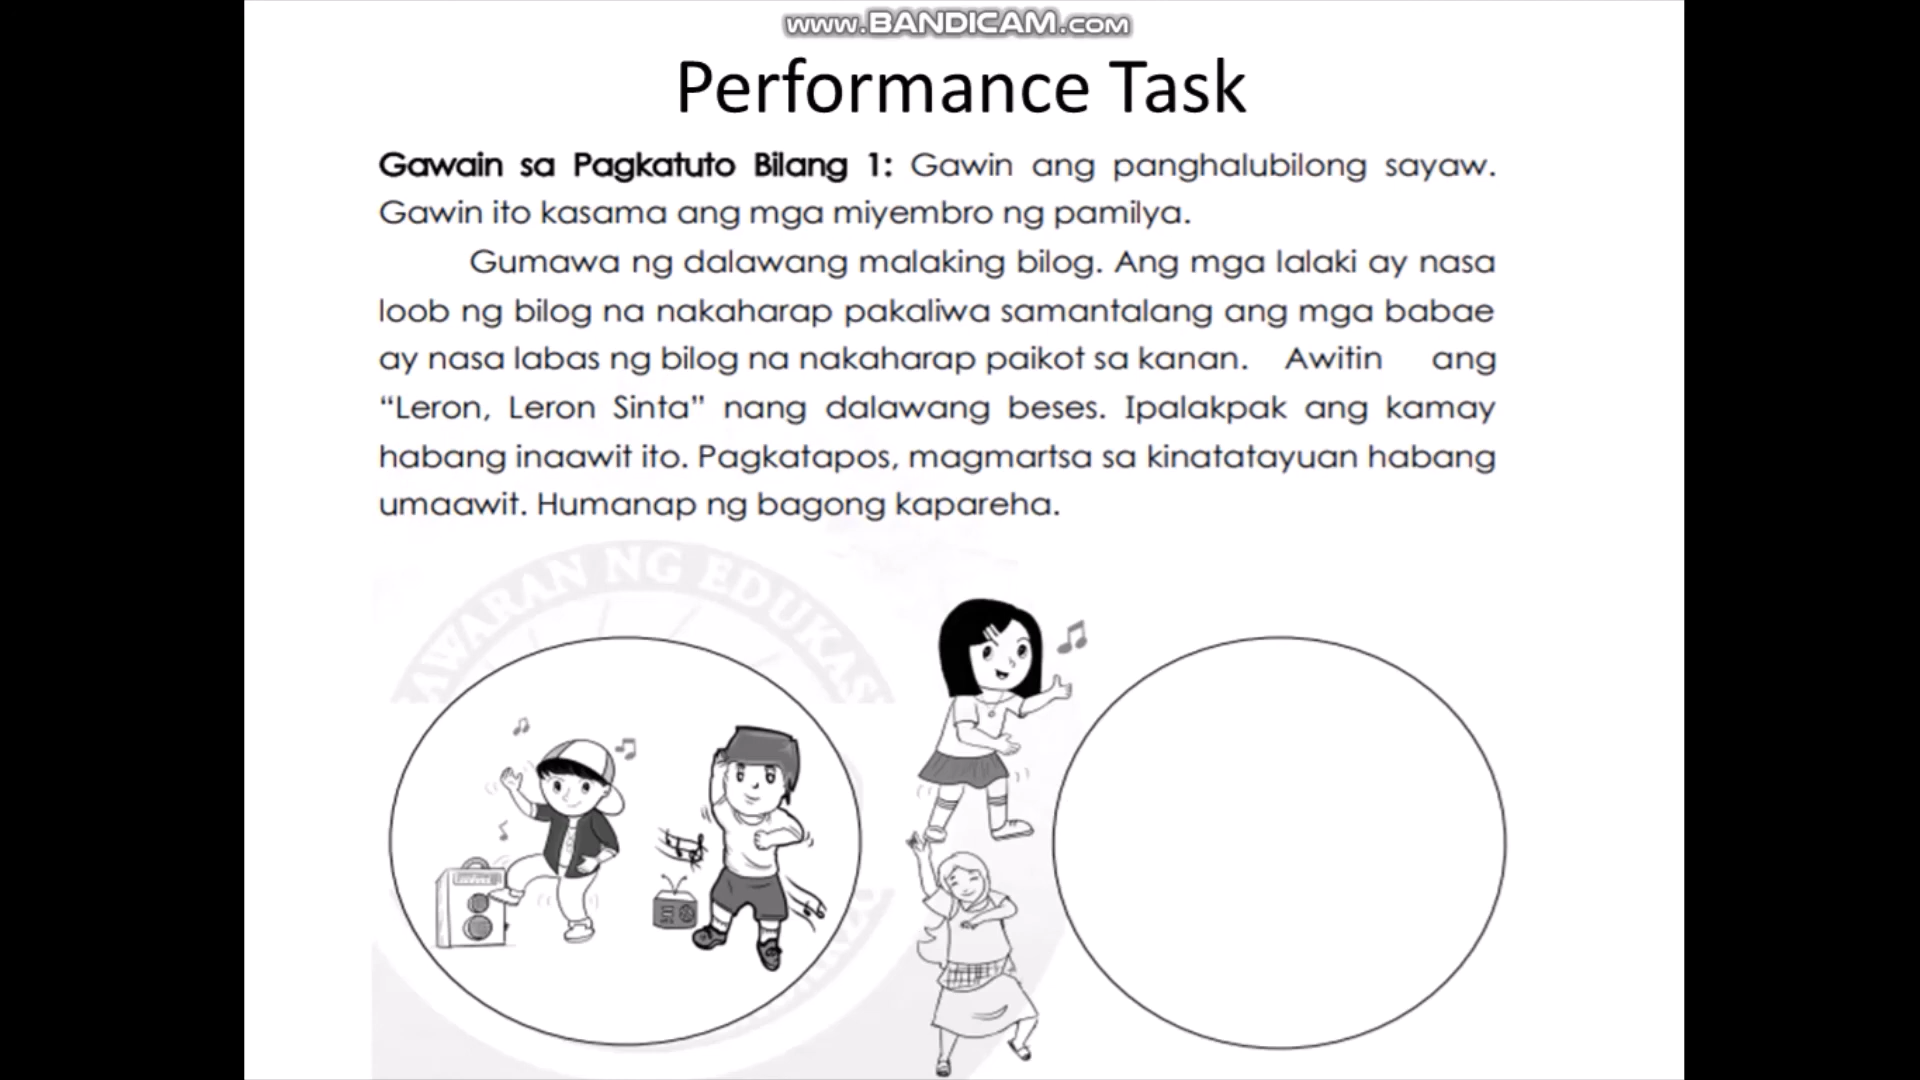 www.BANDICAM.com
Performance Task
Gawain sa Pagkatuto Bilang 1: Gawin ang panghalubilong sayaw.
Gawin ito kasama ang mga miyembro ng pamilya.
Gumawa ng dalawang malaking bilog. Ang mga lalaki ay nasa
loob ng bilog na nakaharap pakaliwa samantalang ang mga babae
ay nasa labas ng bilog na nakaharap paikot sa kanan. Awitin ang
“Leron, Leron Sinta” nang dalawang beses. Ipalakpak ang kamay
habang inaawit ito. Pagkatapos, magmartsa sa kinatatayuan habang
umaawit. Humanap ng bagong kapareha.
AWARAN NG EDUKAS